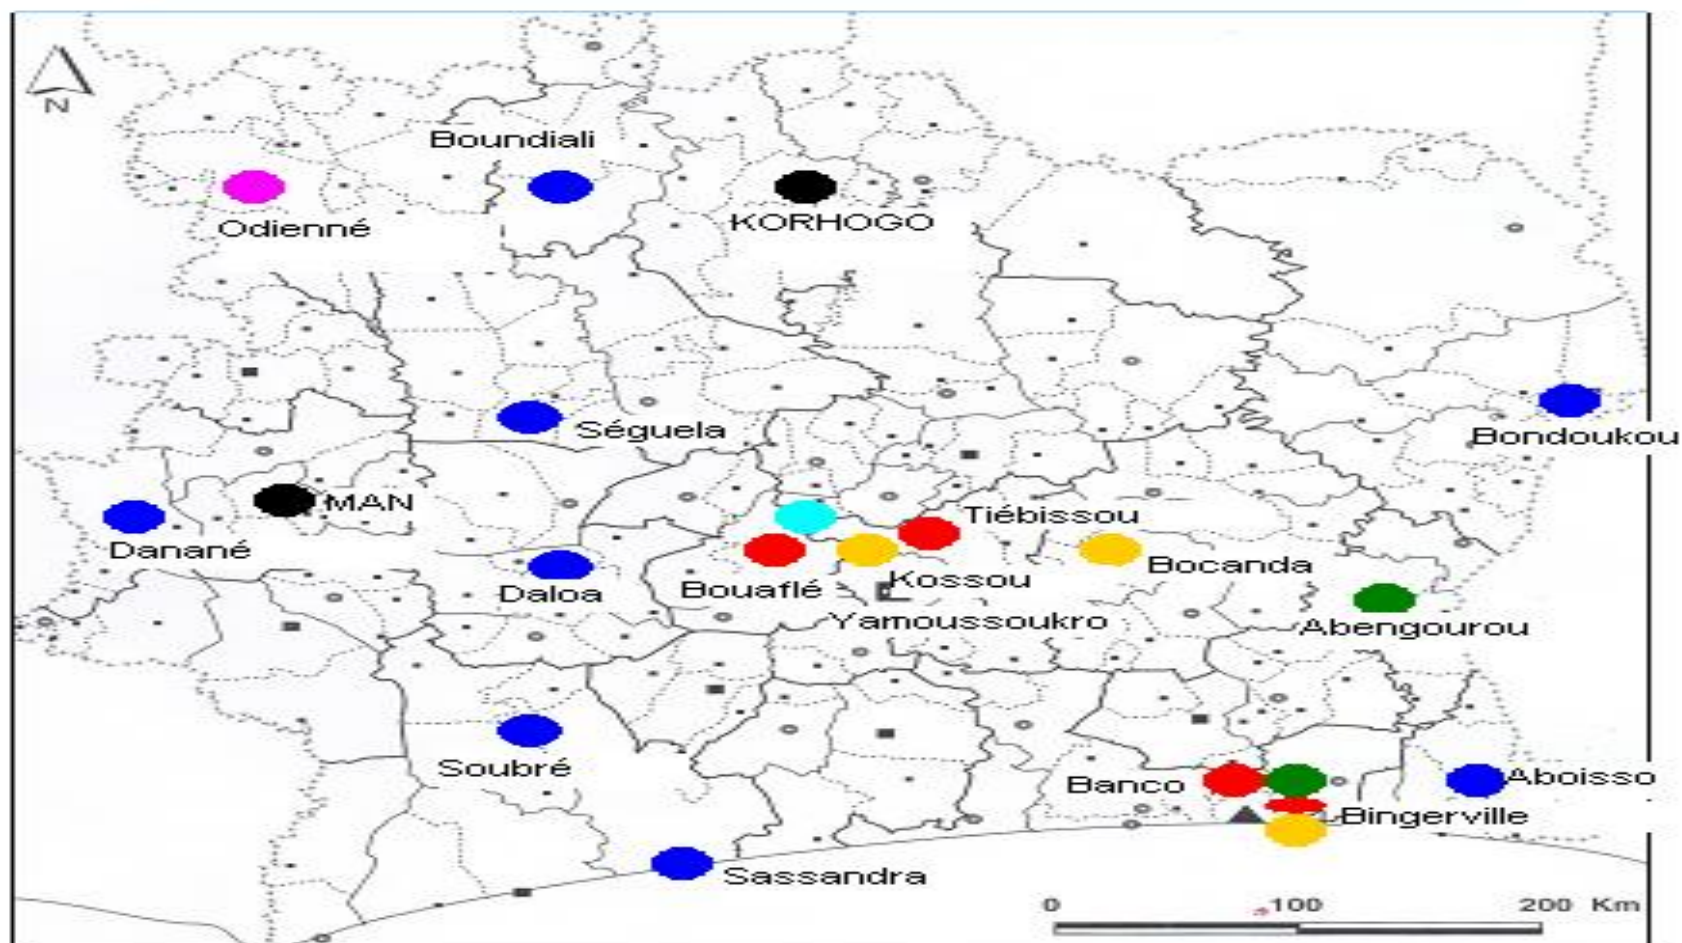 N
Boundiali
Odienné
KORHOGO
Séguela
Bondoukou
MAN
Tiébissou
Danané
Bocanda
Kossou
Daloa
Bouaflé
Yamoussoukro
Abengourou
Soubré
Banco
Aboisso
Bingerville
Sassandra
0 100 200 Km